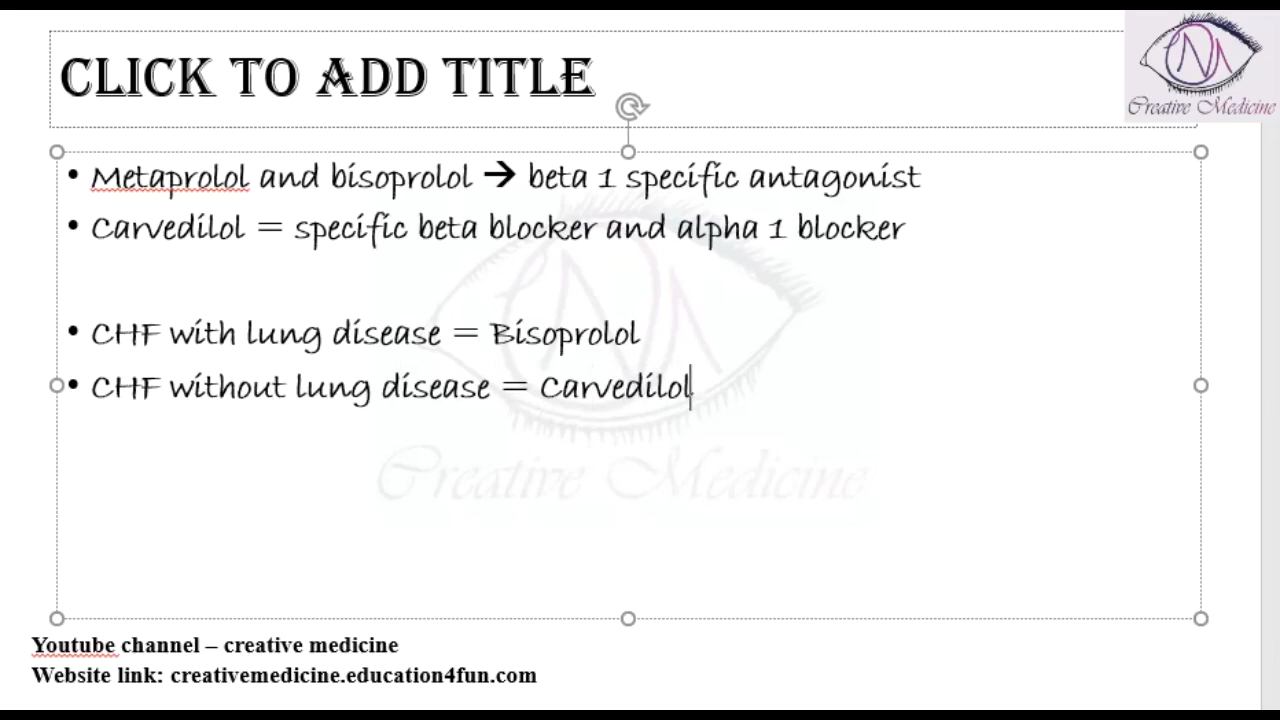 CLICK TO ADD TITLE
Creative Medicine
• Metaprolol and bisoprolol → beta 1 specific antagonist
• Carvedilol = specific beta blocker and alpha 1 blocker
• CHF with lung disease = Bisoprolol
• CHF without lung disease = Carvedilol
Creative Medicine
Youtube channel – creative medicine
Website link: creativemedicine.education4fun.com